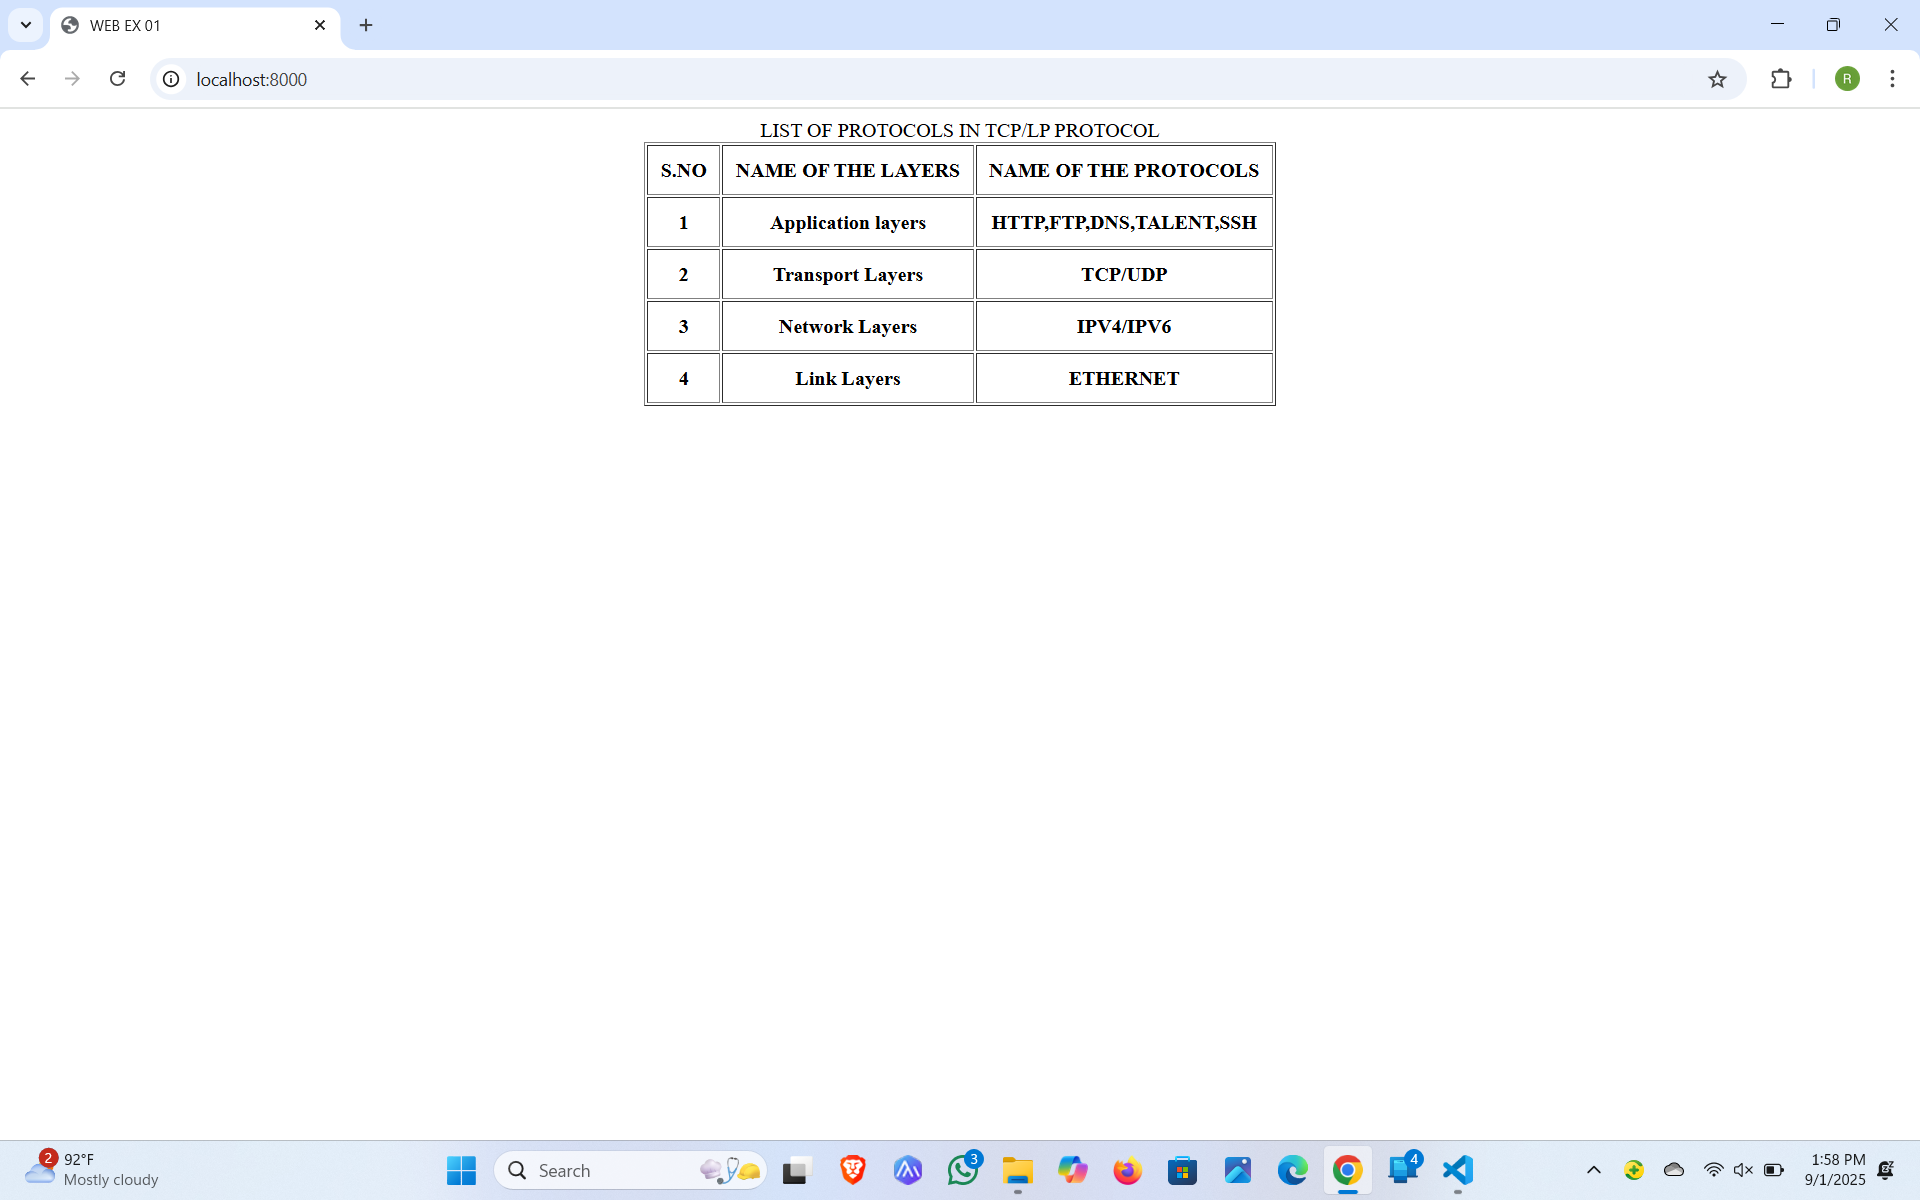 WEB EX 01
localhost:8000
R
LIST OF PROTOCOLS IN TCP/LP PROTOCOL
S.NO NAME OF THE LAYERS NAME OF THE PROTOCOLS
1 Application layers HTTP,FTP,DNS,TALENT,SSH
2 Transport Layers TCP/UDP
3 Network Layers IPV4/IPV6
4 Link Layers ETHERNET
2
92°F
Mostly cloudy
Search
3
4
1:58 PM
9/1/2025